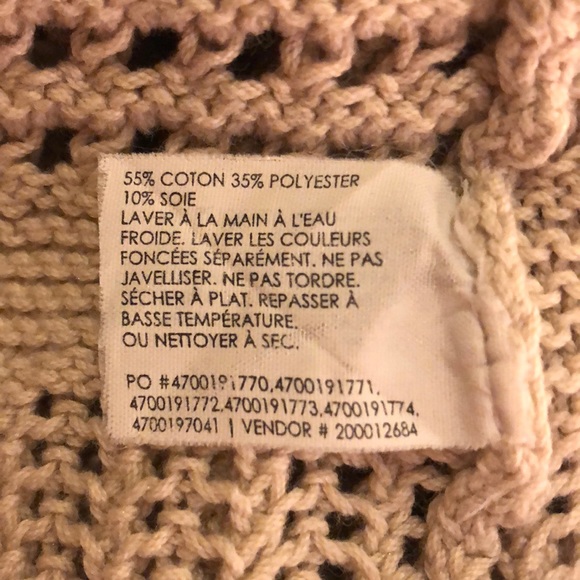 55% COTON 35% POLYESTER
10% SOIE
LAVER À LA MAIN À L'EAU
FROIDE. LAVER LES COULEURS
FONCÉES SÉPARÉMENT. NE PAS
JAVELLISER. NE PAS TORDRE.
SÉCHER À PLAT. REPASSER À
BASSE TEMPÉRATURE.
OU NETTOYER À SEC.
PO #4700191770,4700191771,
4700191772,4700191773,4700191774,
4700197041 | VENDOR # 200012684